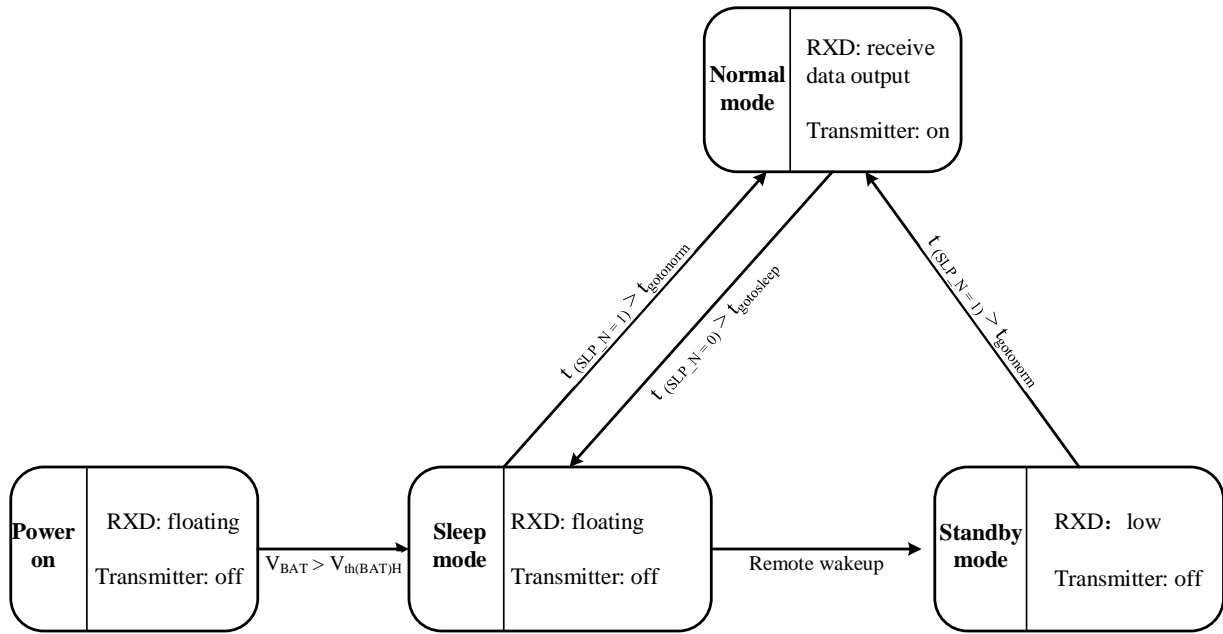 Normal
mode
RXD: receive
data output
Transmitter: on
t (SLP_N = 1) > tgotonorm
t (SLP_N = 0) > tgotosleep
t (SLP_N = 1) > tgotonorm
Power
on
RXD: floating
Transmitter: off
VBAT > Vth(BAT)H
Sleep
mode
RXD: floating
Transmitter: off
Remote wakeup
Standby
mode
RXD： low
Transmitter: off